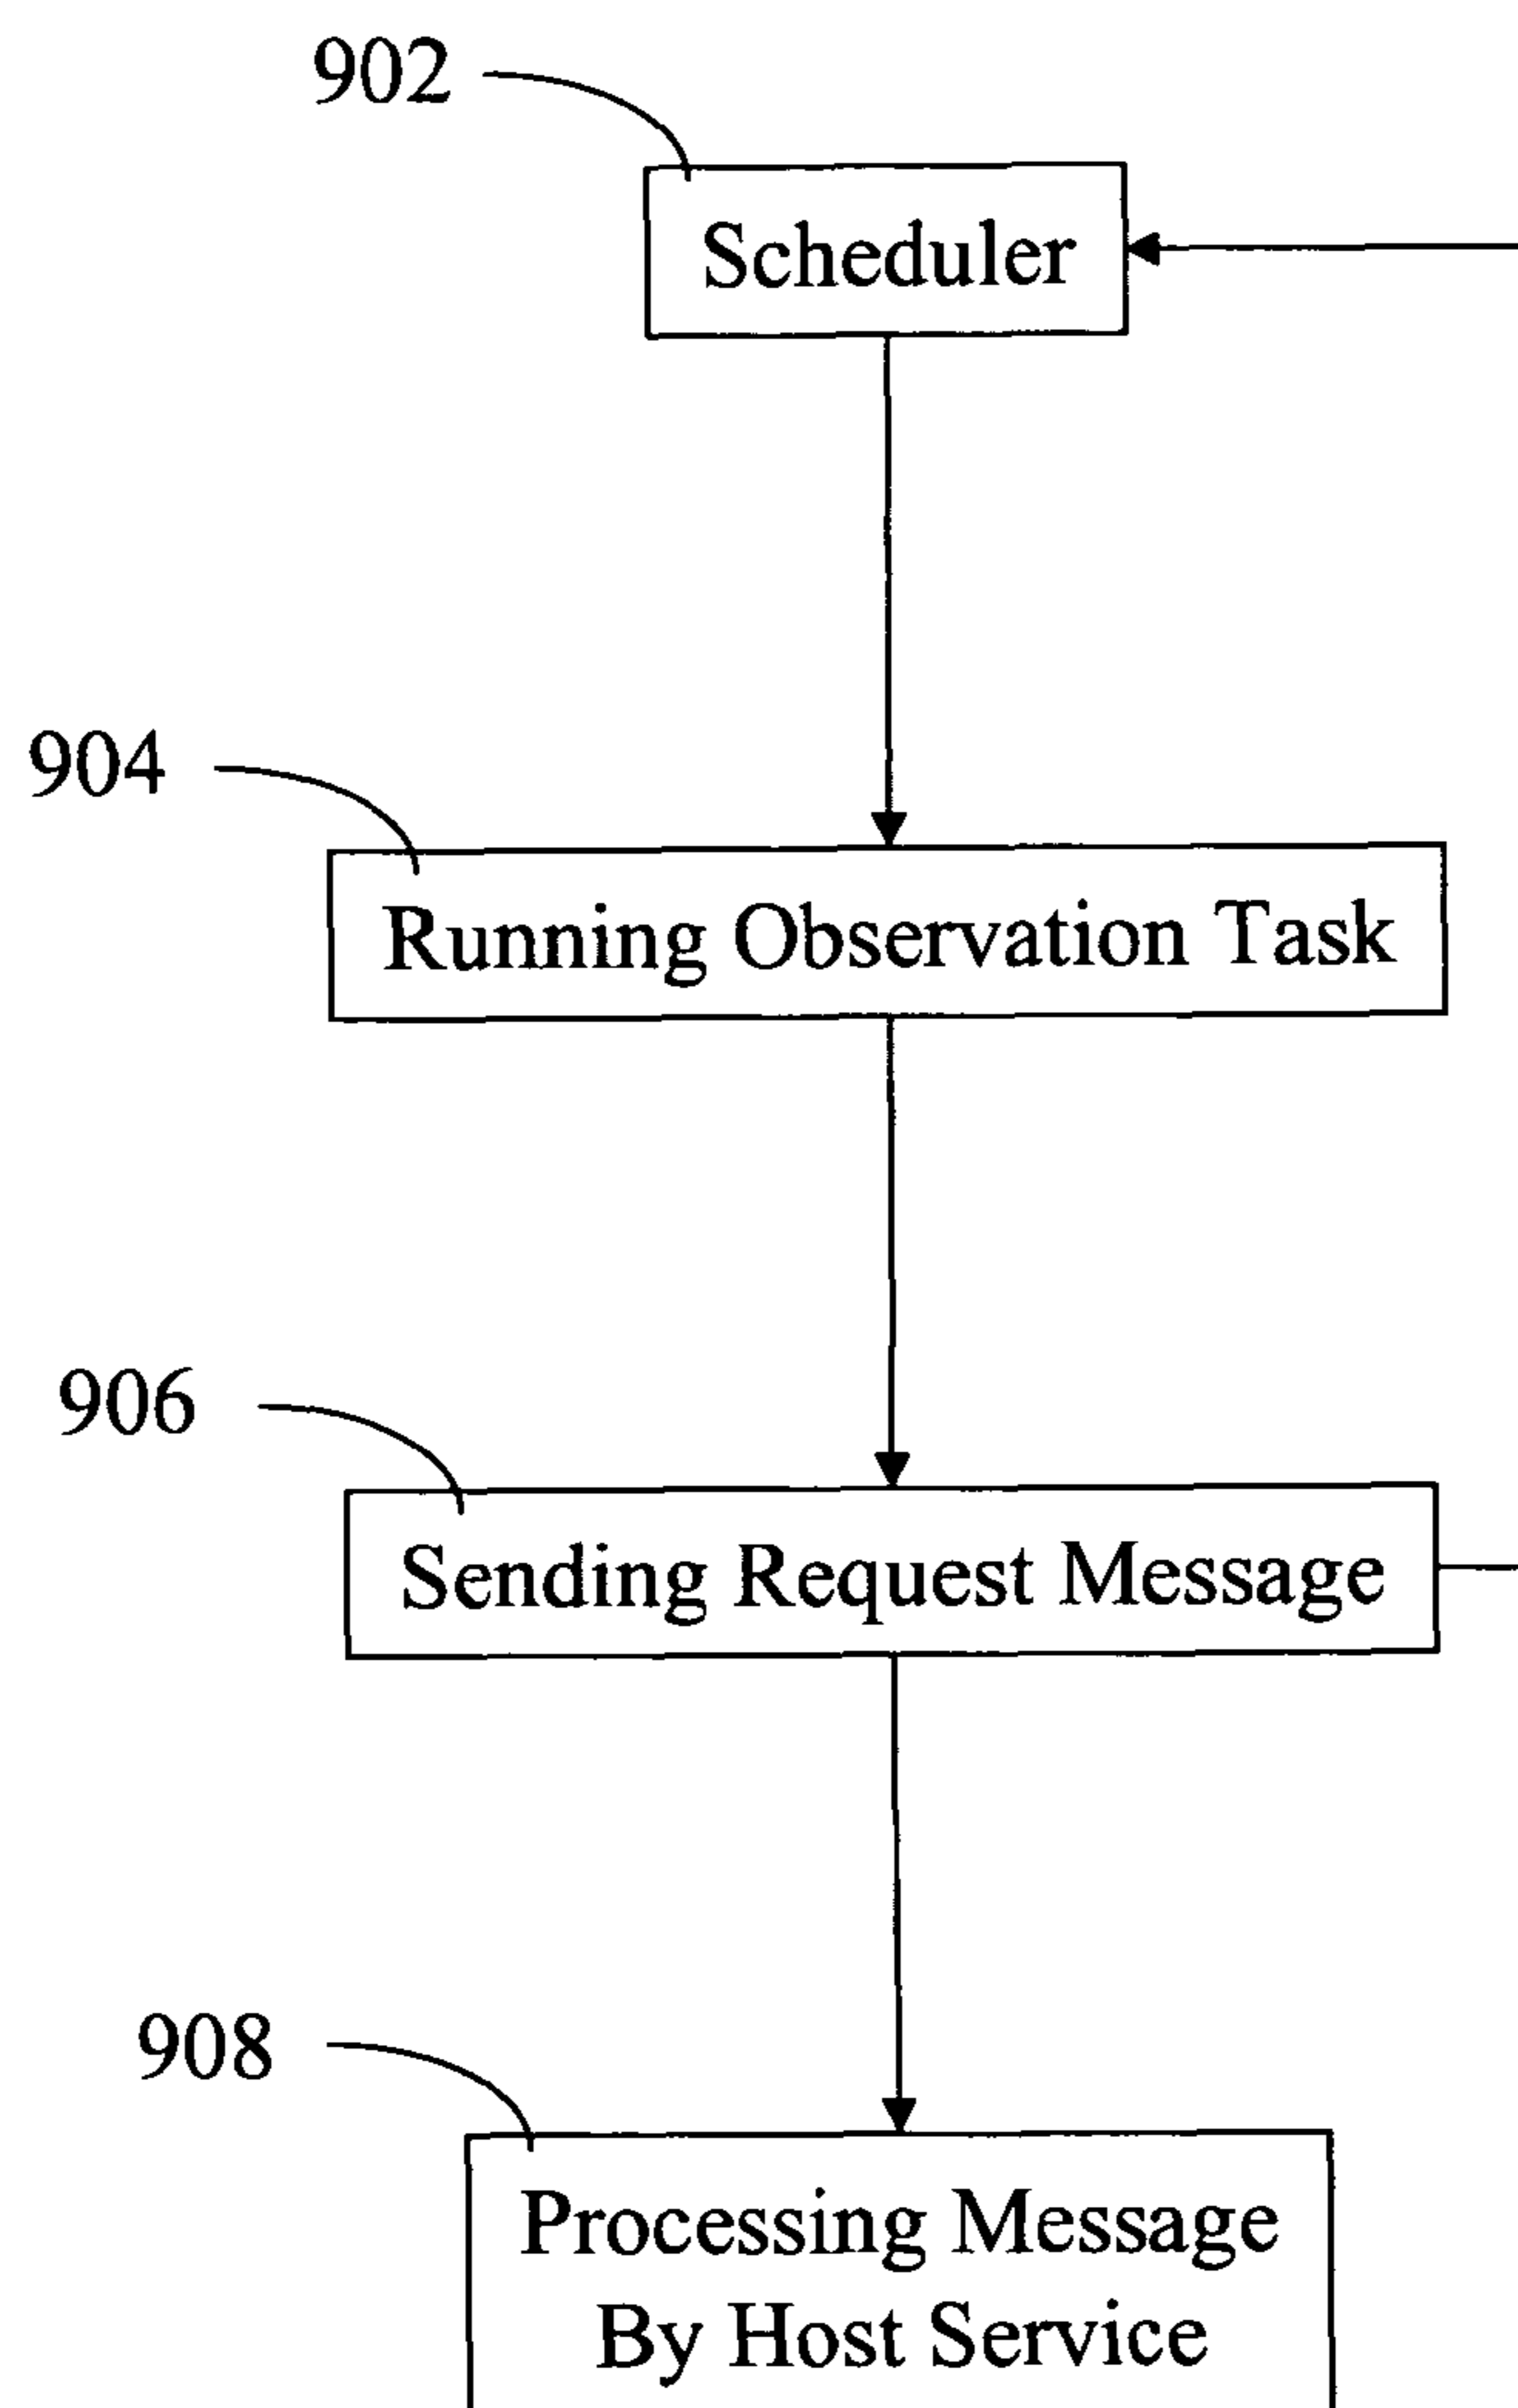 902
Scheduler
904
Running Observation Task
906
Sending Request Message
908
Processing Message
By Host Service